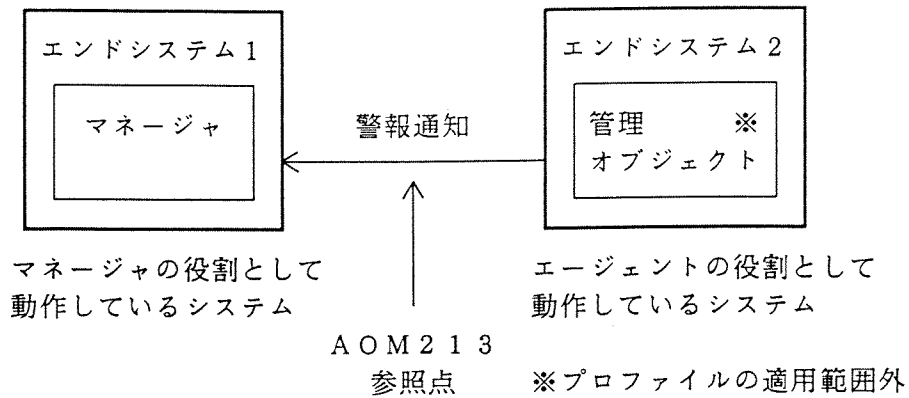 エンドシステム1
マネージャ
警報通知
エンドシステム2
管理 ※
オブジェクト
マネージャの役割として
動作しているシステム
エージェントの役割として
動作しているシステム
AOM213
参照点
※プロファイルの適用範囲外